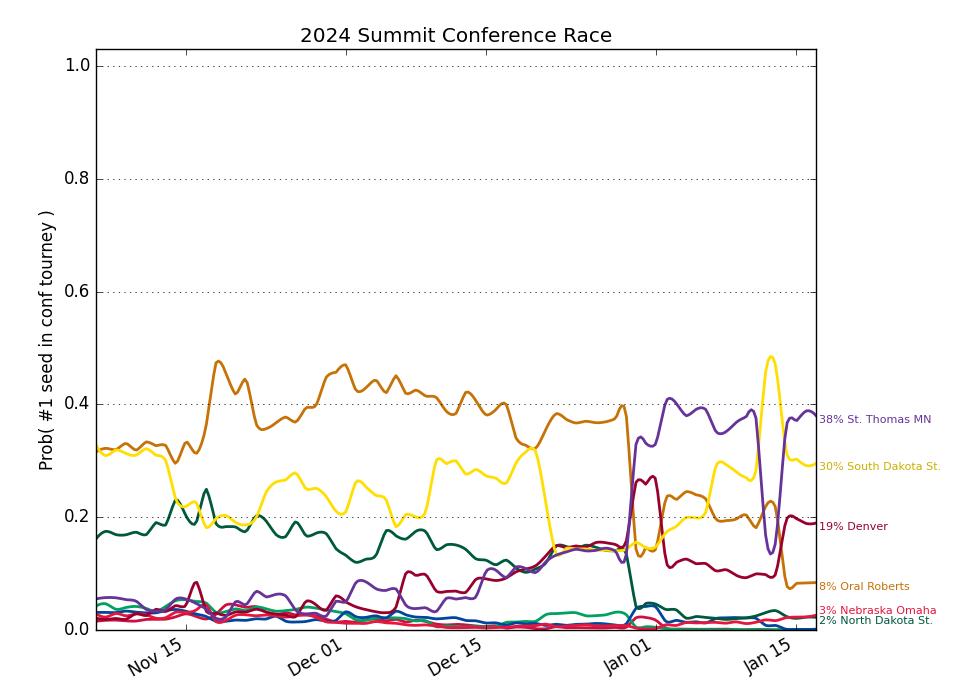 2024 Summit Conference Race
Prob( #1 seed in conf tourney )
1.0
0.8
0.6
0.4
0.2
0.0
Nov 15
Dec 01
Dec 15
Jan 01
Jan 15
38% St. Thomas MN
30% South Dakota St.
19% Denver
8% Oral Roberts
3% Nebraska Omaha
2% North Dakota St.